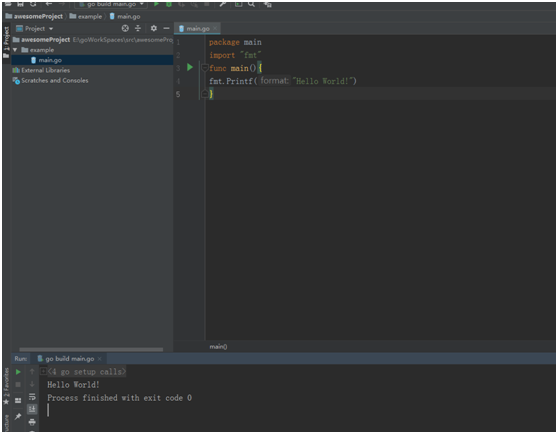 go build main.go
awesomeProject example main.go
1: Project
Project
main.go
awesomeProject E:\goWorkSpaces\src\awesomePro
example
main.go
External Libraries
Scratches and Consoles
1 package main
2 import "fmt"
3 func main(){
4 fmt.Printf( format: "Hello World!")
5 }
main()
Run: go build main.go
<4 go setup calls>
Hello World!
Process finished with exit code 0
2: Favorites
ructure